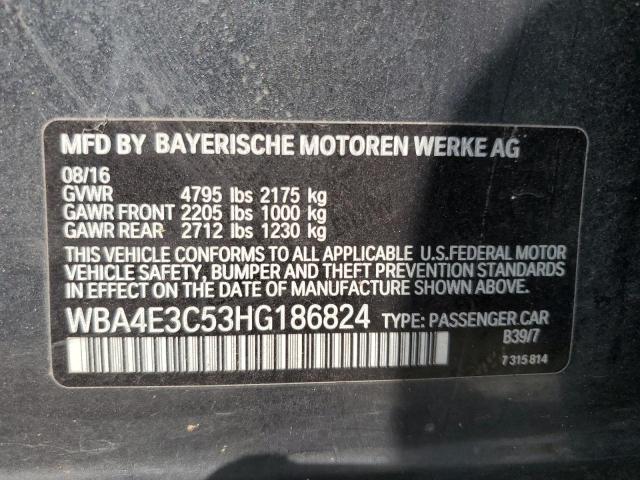 MFD BY BAYERISCHE MOTOREN WERKE AG
08/16
GVWR 4795 lbs 2175 kg
GAWR FRONT 2205 lbs 1000 kg
GAWR REAR 2712 lbs 1230 kg
THIS VEHICLE CONFORMS TO ALL APPLICABLE U.S.FEDERAL MOTOR
VEHICLE SAFETY, BUMPER AND THEFT PREVENTION STANDARDS
IN EFFECT ON THE DATE OF MANUFACTURE SHOWN ABOVE.
WBA4E3C53HG186824 TYPE: PASSENGER CAR
B39/7
7 315 814